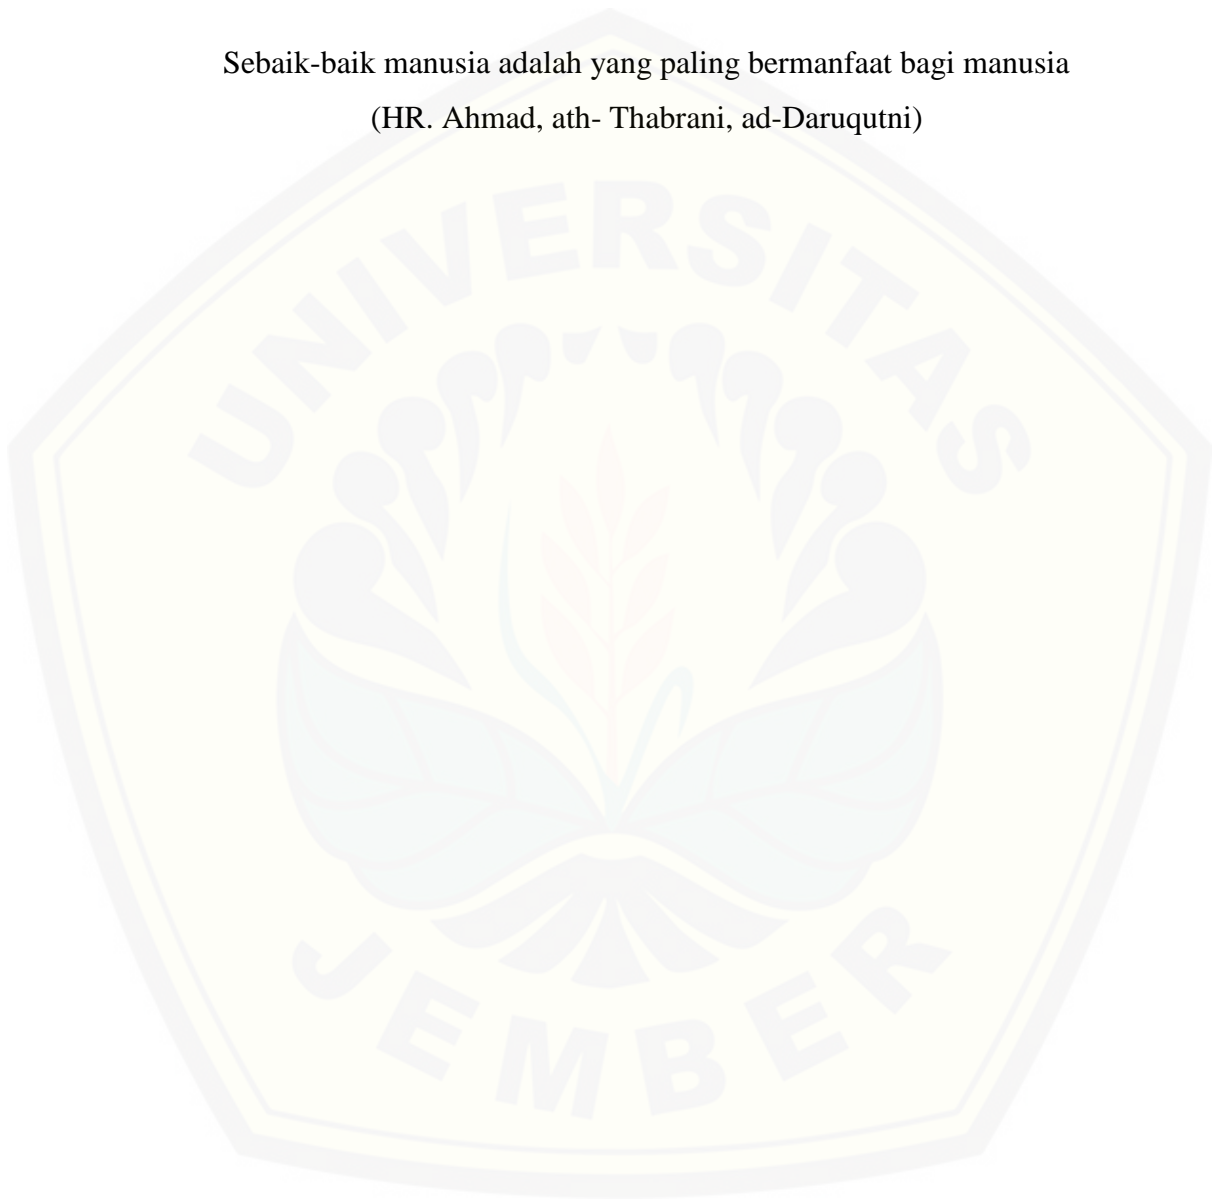 Sebaik-baik manusia adalah yang paling bermanfaat bagi manusia
(HR. Ahmad, ath- Thabrani, ad-Daruqutni)
UNIVERSITAS
JEMBER